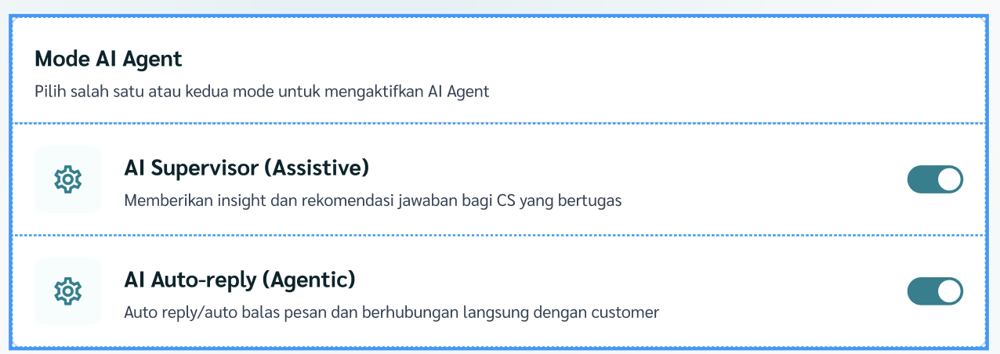 Mode AI Agent
Pilih salah satu atau kedua mode untuk mengaktifkan AI Agent
AI Supervisor (Assistive)
Memberikan insight dan rekomendasi jawaban bagi CS yang bertugas
AI Auto-reply (Agentic)
Auto reply/auto balas pesan dan berhubungan langsung dengan customer